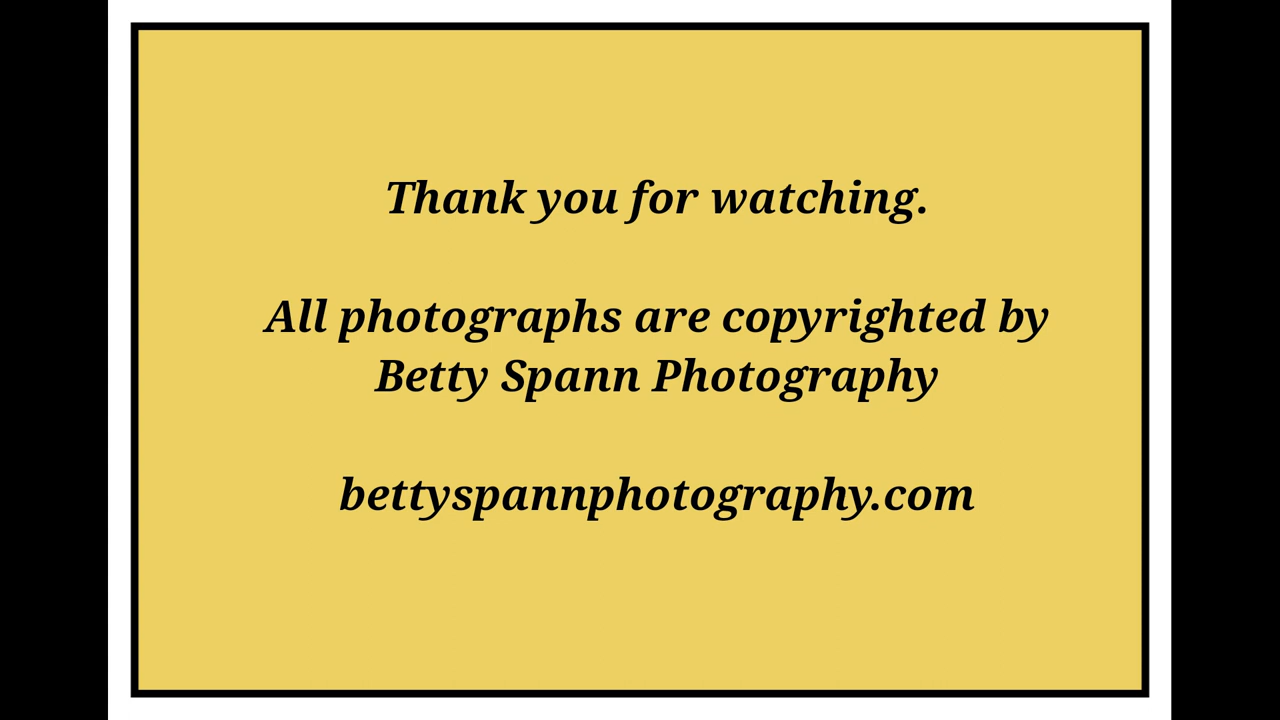 Thank you for watching.
All photographs are copyrighted by
Betty Spann Photography
bettyspannphotography.com